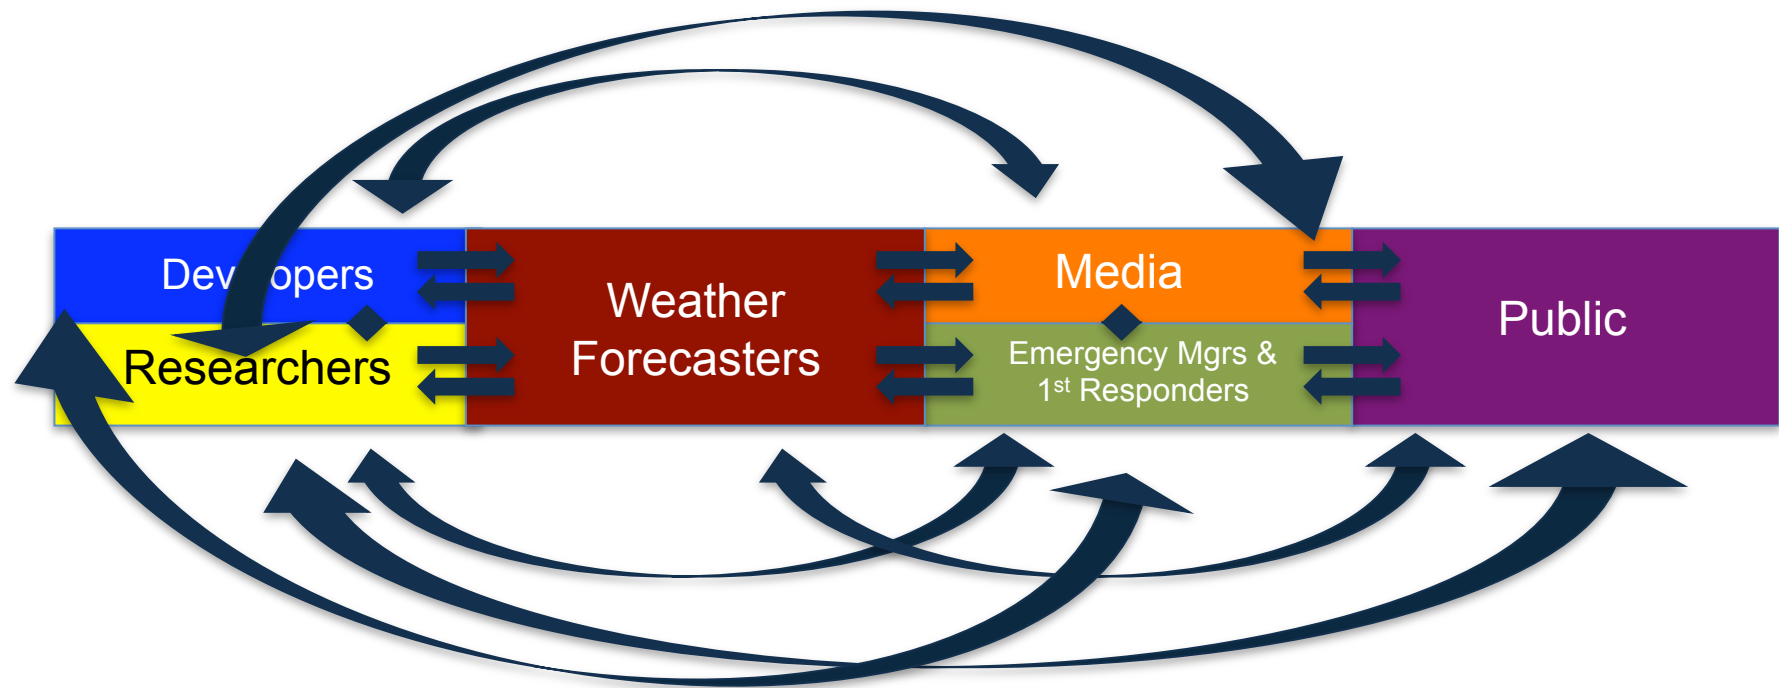 Developers
Researchers
Weather
Forecasters
Media
Emergency Mgrs &
1st Responders
Public